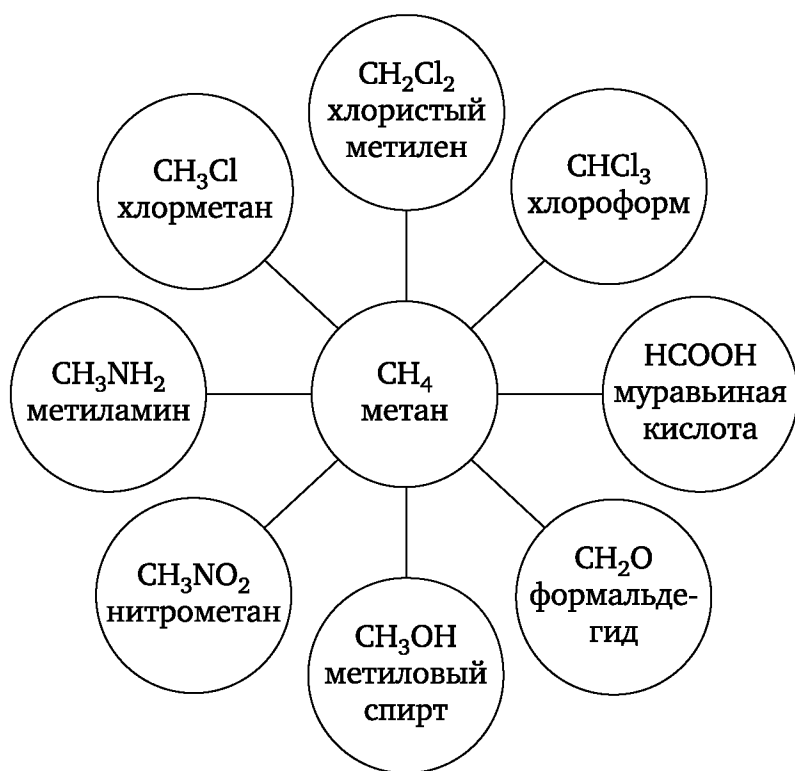 CH₂Cl₂
хлористый
метилен
CH₃Cl
хлорметан
CHCl₃
хлороформ
CH₃NH₂
метиламин
CH₄
метан
HCOOH
муравьиная
кислота
CH₃NO₂
нитрометан
CH₃OH
метиловый
спирт
CH₂O
формальде-
гид